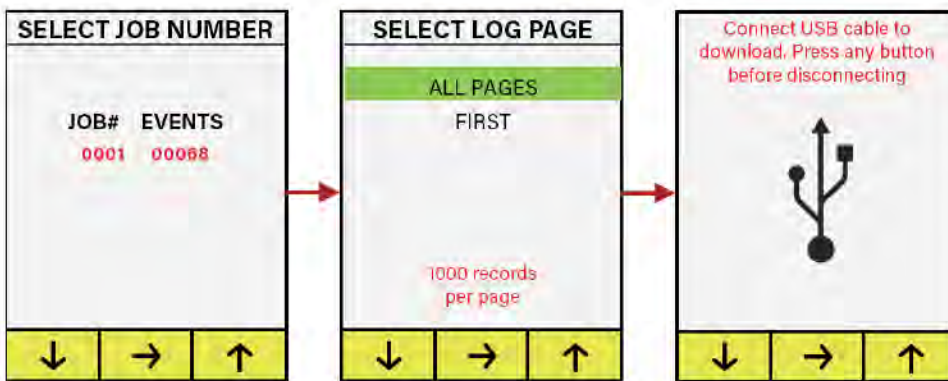 SELECT JOB NUMBER
JOB# EVENTS
0001 00068
↓ → ↑
SELECT LOG PAGE
ALL PAGES
FIRST
1000 records
per page
↓ → ↑
Connect USB cable to
download. Press any button
before disconnecting
↓ → ↑